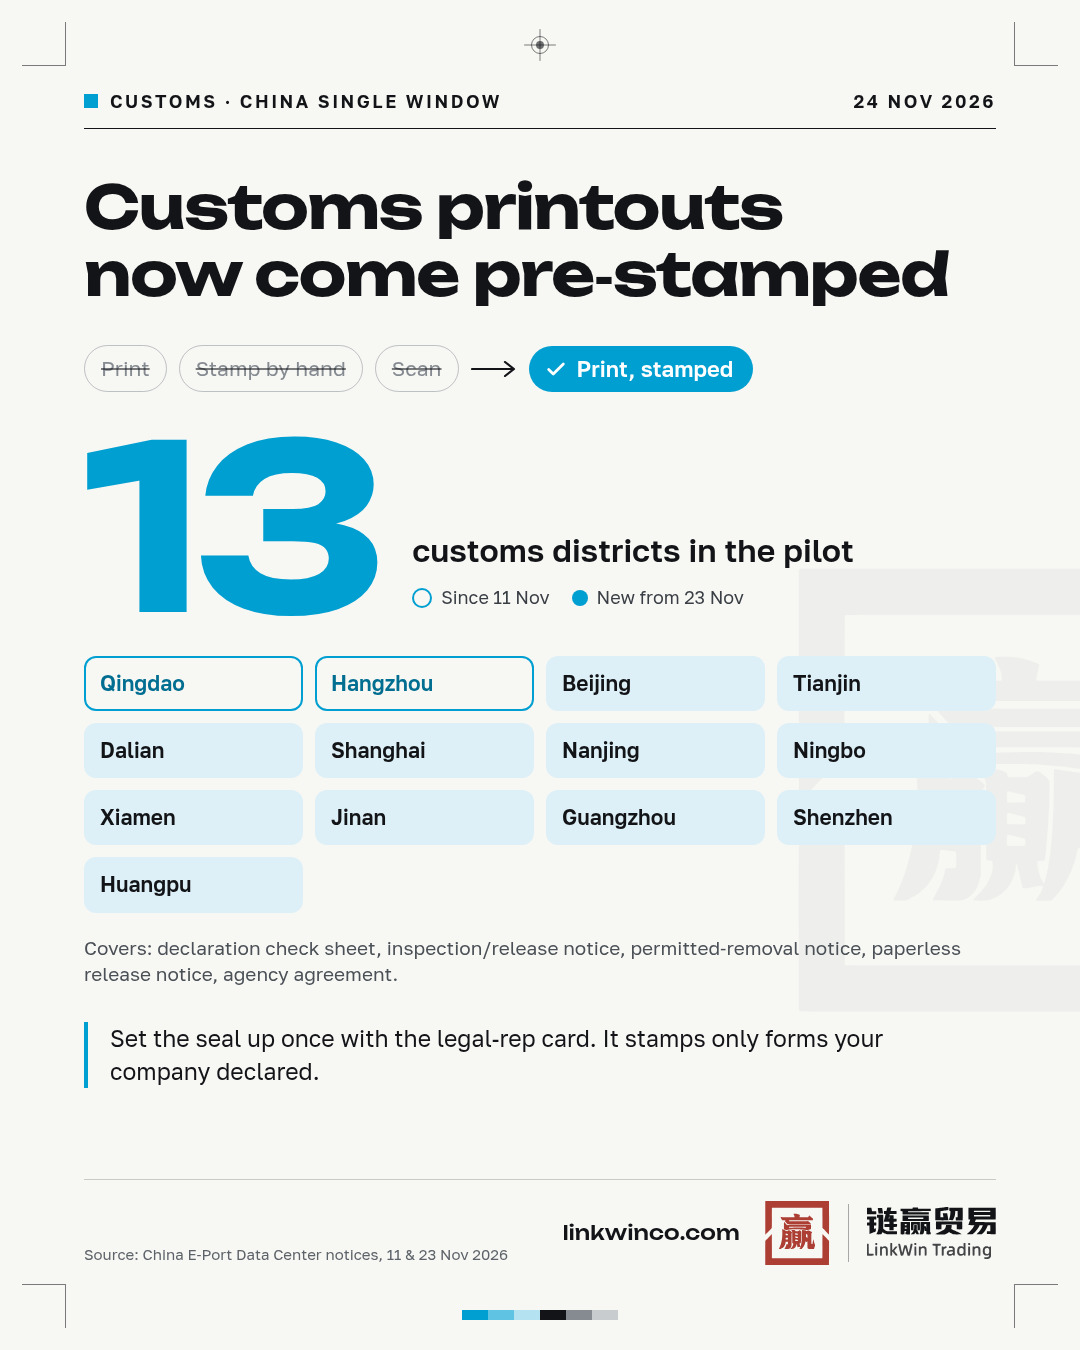 CUSTOMS · CHINA SINGLE WINDOW
24 NOV 2026
Customs printouts
now come pre-stamped
Print
Stamp by hand
Scan
Print, stamped
13
customs districts in the pilot
Since 11 Nov
New from 23 Nov
Qingdao
Hangzhou
Beijing
Tianjin
Dalian
Shanghai
Nanjing
Ningbo
Xiamen
Jinan
Guangzhou
Shenzhen
Huangpu
Covers: declaration check sheet, inspection/release notice, permitted-removal notice, paperless
release notice, agency agreement.
Set the seal up once with the legal-rep card. It stamps only forms your
company declared.
Source: China E-Port Data Center notices, 11 & 23 Nov 2026
linkwinco.com
赢
链赢贸易
LinkWin Trading